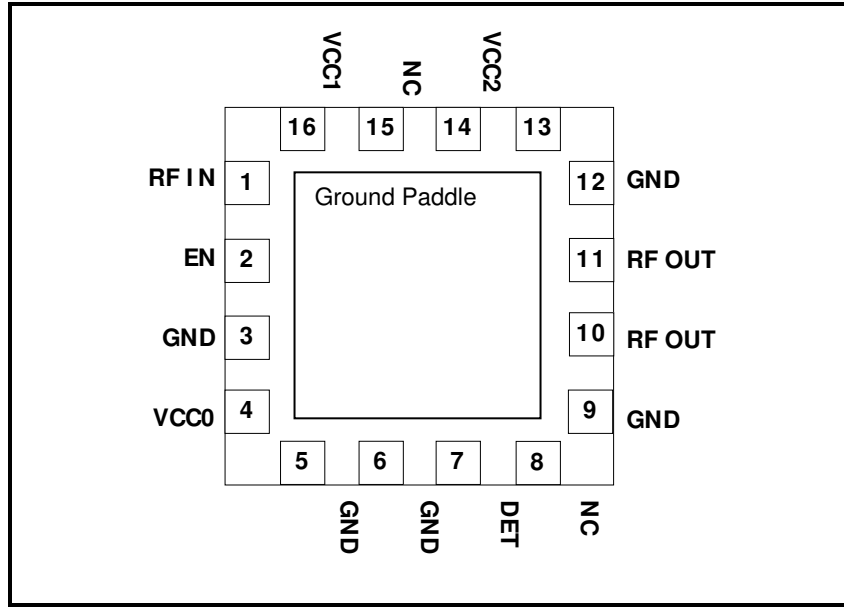 VCC1 NC VCC2
16 15 14 13
RF IN 1 Ground Paddle 12 GND
EN 2 11 RF OUT
GND 3 10 RF OUT
VCC0 4 9 GND
5 6 7 8
GND GND DET NC